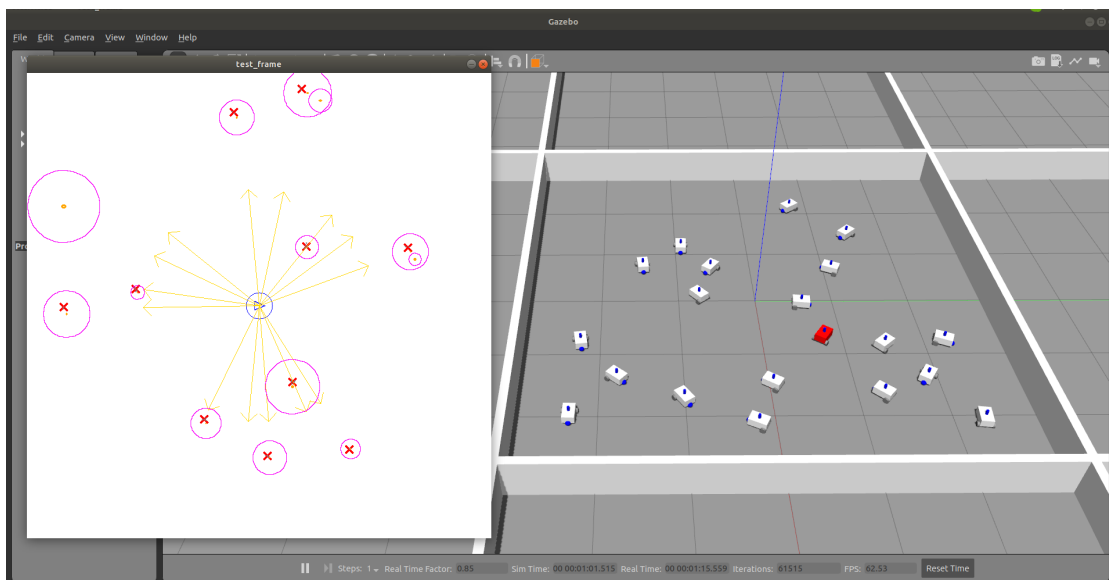 Gazebo
File Edit Camera View Window Help
test_frame
Steps: 1 Real Time Factor: 0.85 Sim Time: 00 00:01:01.515 Real Time: 00 00:01:15.559 Iterations: 61515 FPS: 62.53 Reset Time